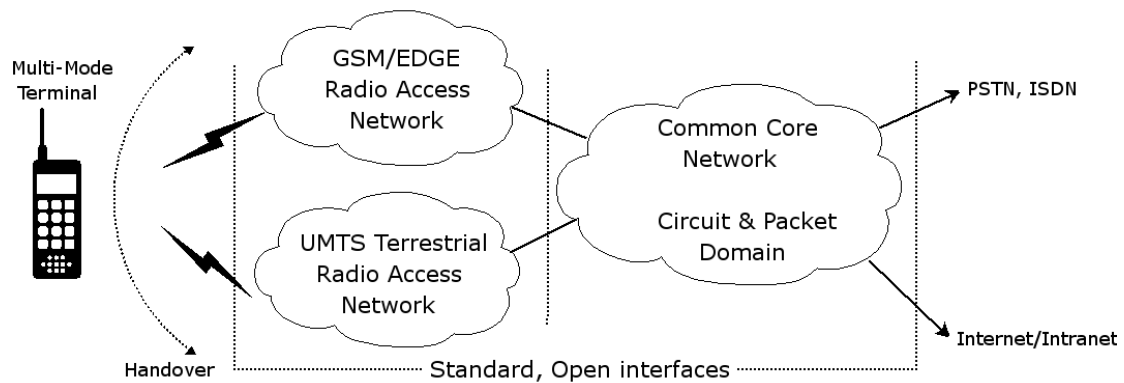 Multi-Mode
Terminal
GSM/EDGE
Radio Access
Network
UMTS Terrestrial
Radio Access
Network
Common Core
Network
Circuit & Packet
Domain
PSTN, ISDN
Internet/Intranet
Handover
Standard, Open interfaces